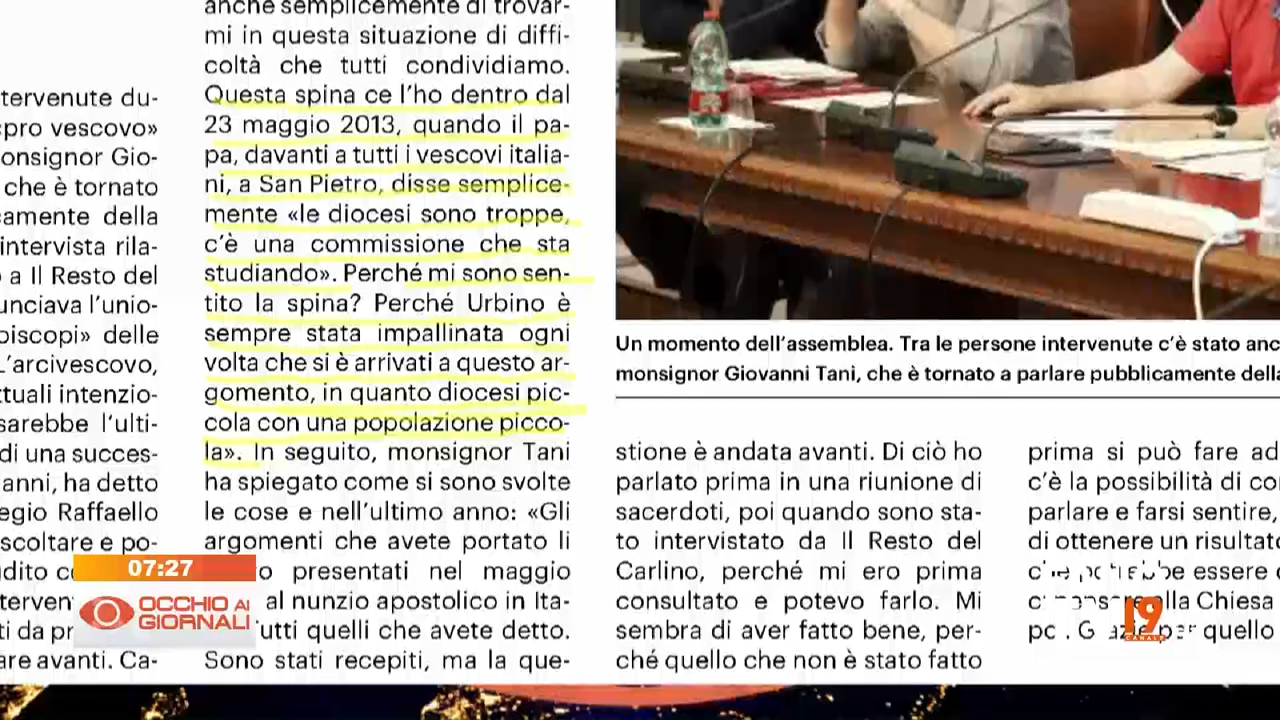 tervenute du-
pro vescovo»
onsignor Gio-
che è tornato
camente della
intervista rila-
a Il Resto del
unciava l'unio-
piscopi» delle
L'arcivescovo,
tuali intenzio-
sarebbe l'ulti-
di una succes-
anni, ha detto
egio Raffaello
scoltare e po-
dito
terven
ti da pr
are avanti. Ca-
anche semplicemente di trovar-
mi in questa situazione di diffi-
coltà che tutti condividiamo.
Questa spina ce l'ho dentro dal
23 maggio 2013, quando il pa-
pa, davanti a tutti i vescovi italia-
ni, a San Pietro, disse semplice-
mente «le diocesi sono troppe,
c'è una commissione che sta
studiando». Perché mi sono sen-
tito la spina? Perché Urbino è
sempre stata impallinata ogni
volta che si è arrivati a questo ar-
gomento, in quanto diocesi pic-
cola con una popolazione picco-
la». In seguito, monsignor Tani
ha spiegato come si sono svolte
le cose e nell'ultimo anno: «Gli
argomenti che avete portato li
o presentati nel maggio
al nunzio apostolico in Ita-
utti quelli che avete detto.
Sono stati recepiti, ma la que-
Un momento dell'assemblea. Tra le persone intervenute c'è stato anc
monsignor Giovanni Tani, che è tornato a parlare pubblicamente della
stione è andata avanti. Di ciò ho
parlato prima in una riunione di
sacerdoti, poi quando sono sta-
to intervistato da Il Resto del
Carlino, perché mi ero prima
consultato e potevo farlo. Mi
sembra di aver fatto bene, per-
ché quello che non è stato fatto
prima si può fare ad
c'è la possibilità di co
parlare e farsi sentire,
di ottenere un risultato
be essere
alla Chiesa
quello
07:27
OCCHIO AI
GIORNALI
19
CANALE